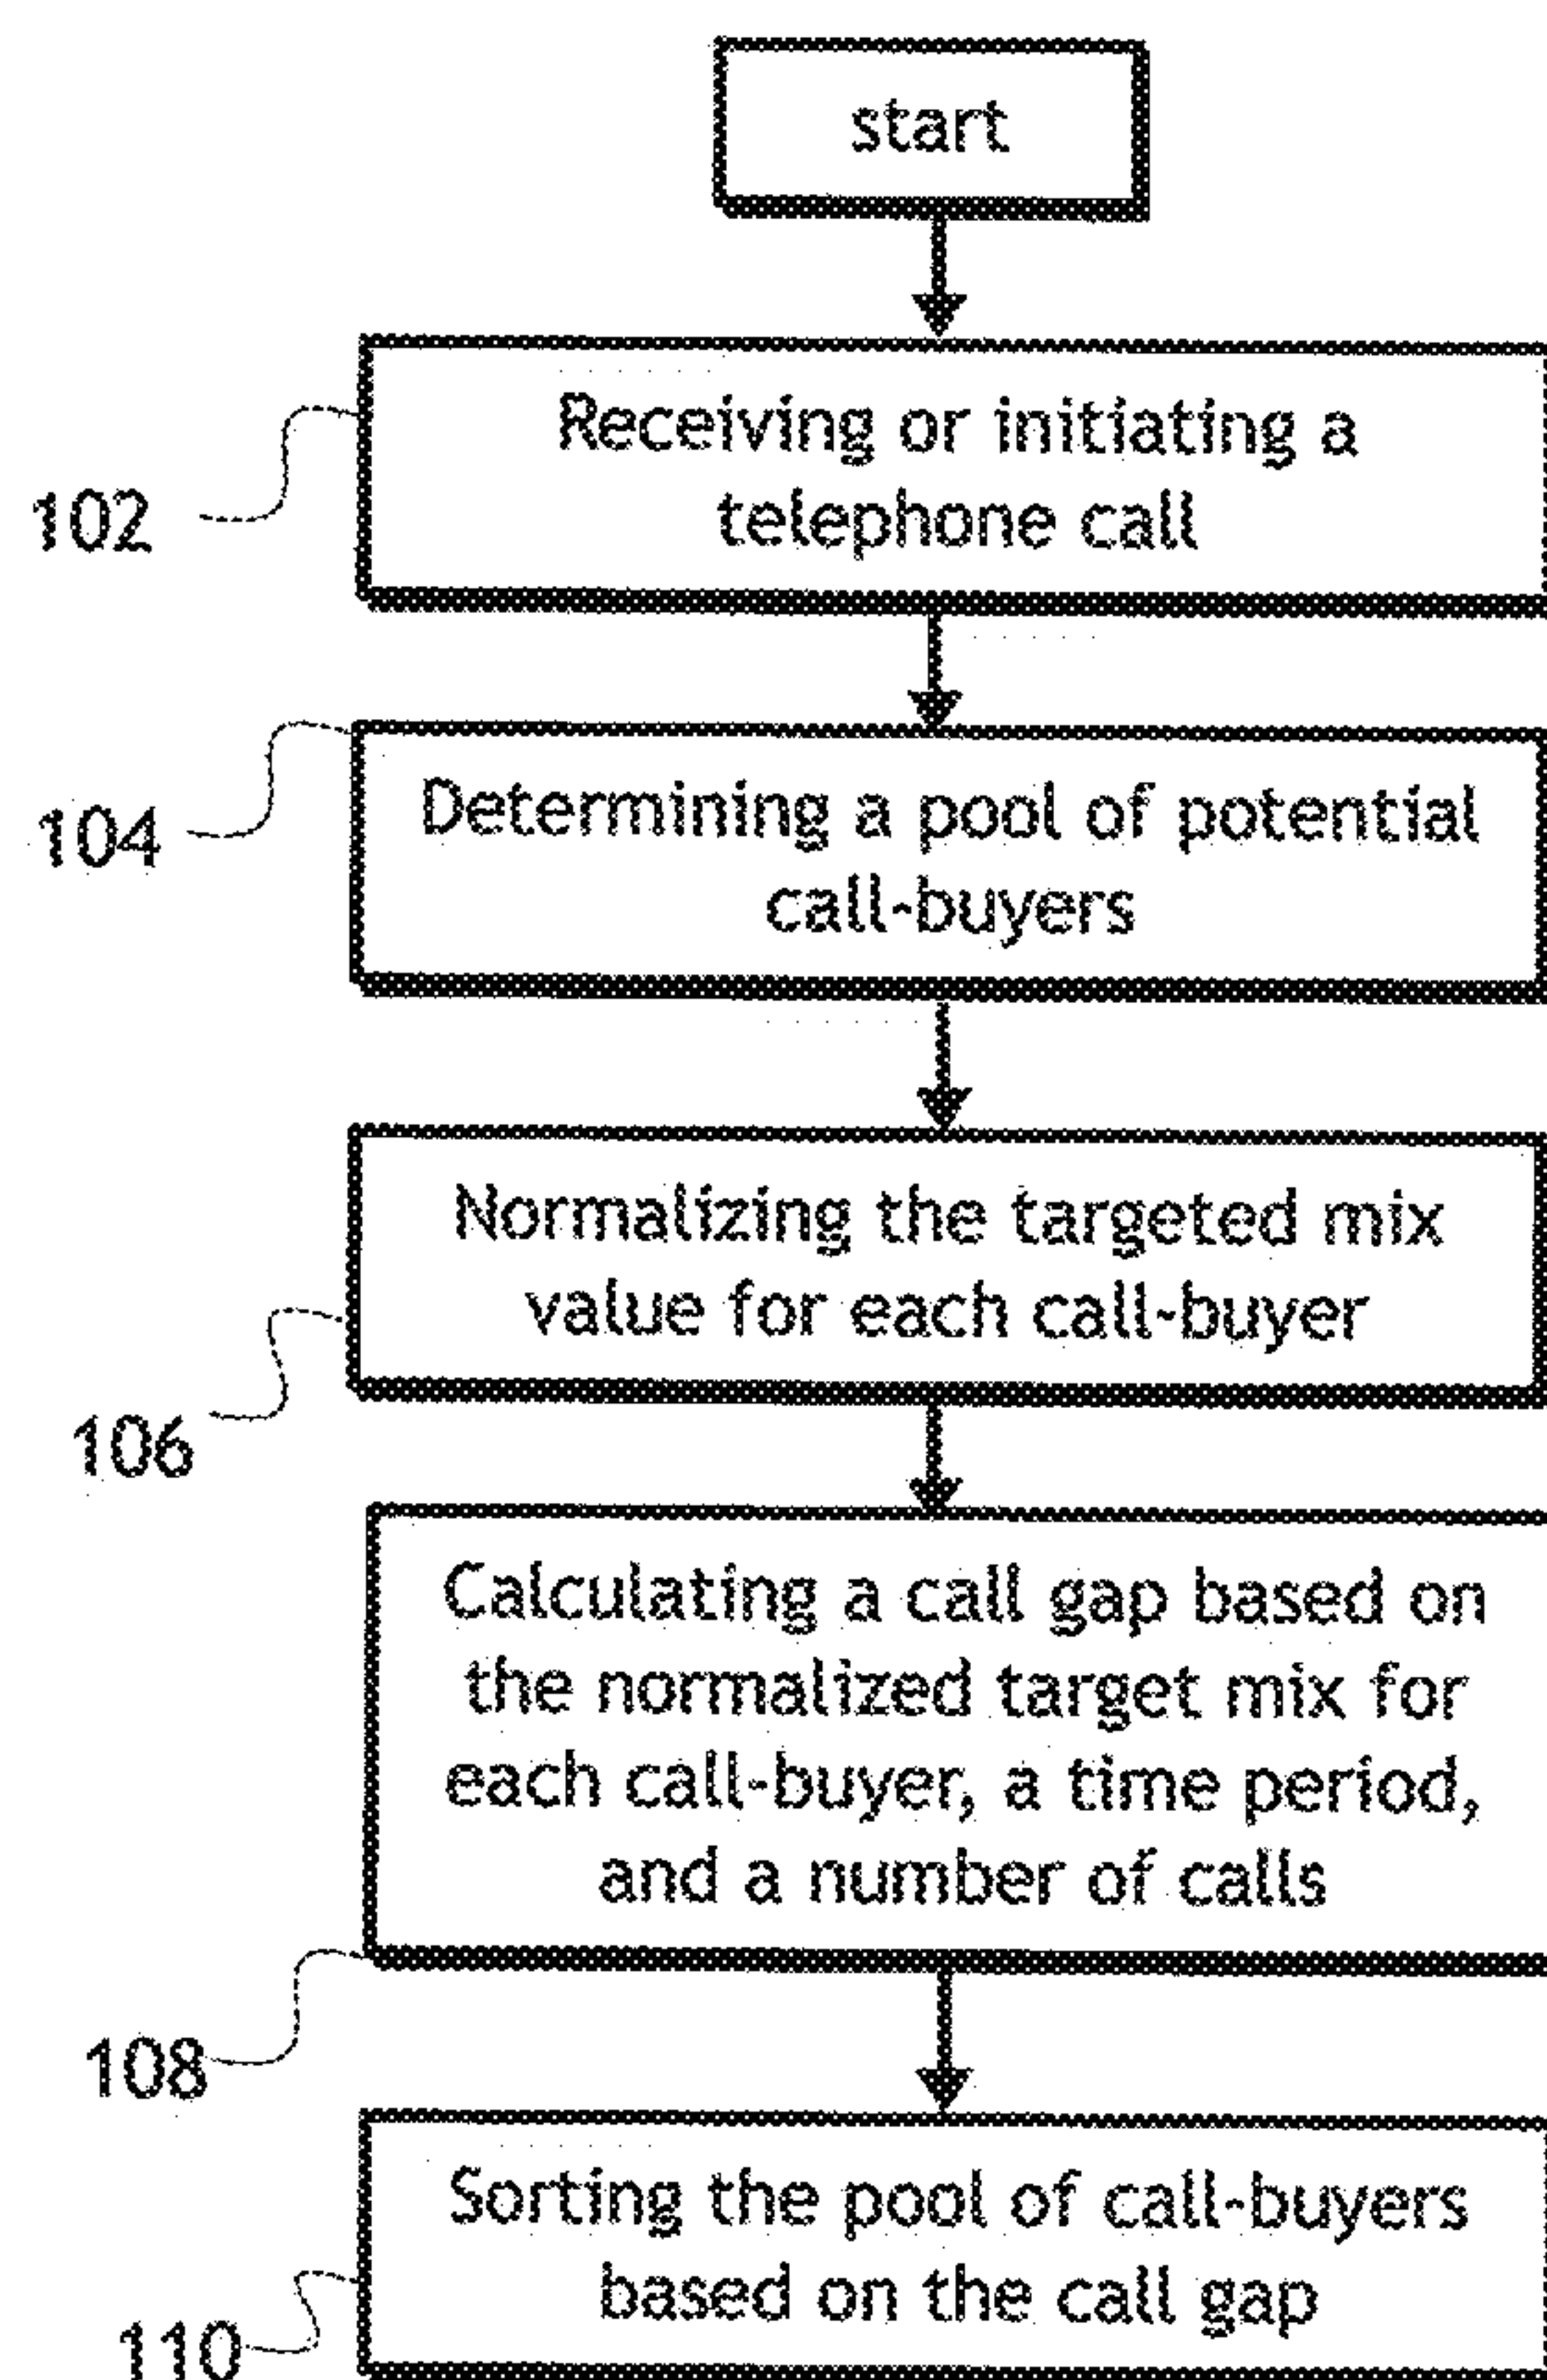 start
Receiving or initiating a
telephone call
102
Determining a pool of potential
call-buyers
104
Normalizing the targeted mix
value for each call-buyer
106
Calculating a call gap based on
the normalized target mix for
each call-buyer, a time period,
and a number of calls
108
Sorting the pool of call-buyers
based on the call gap
110